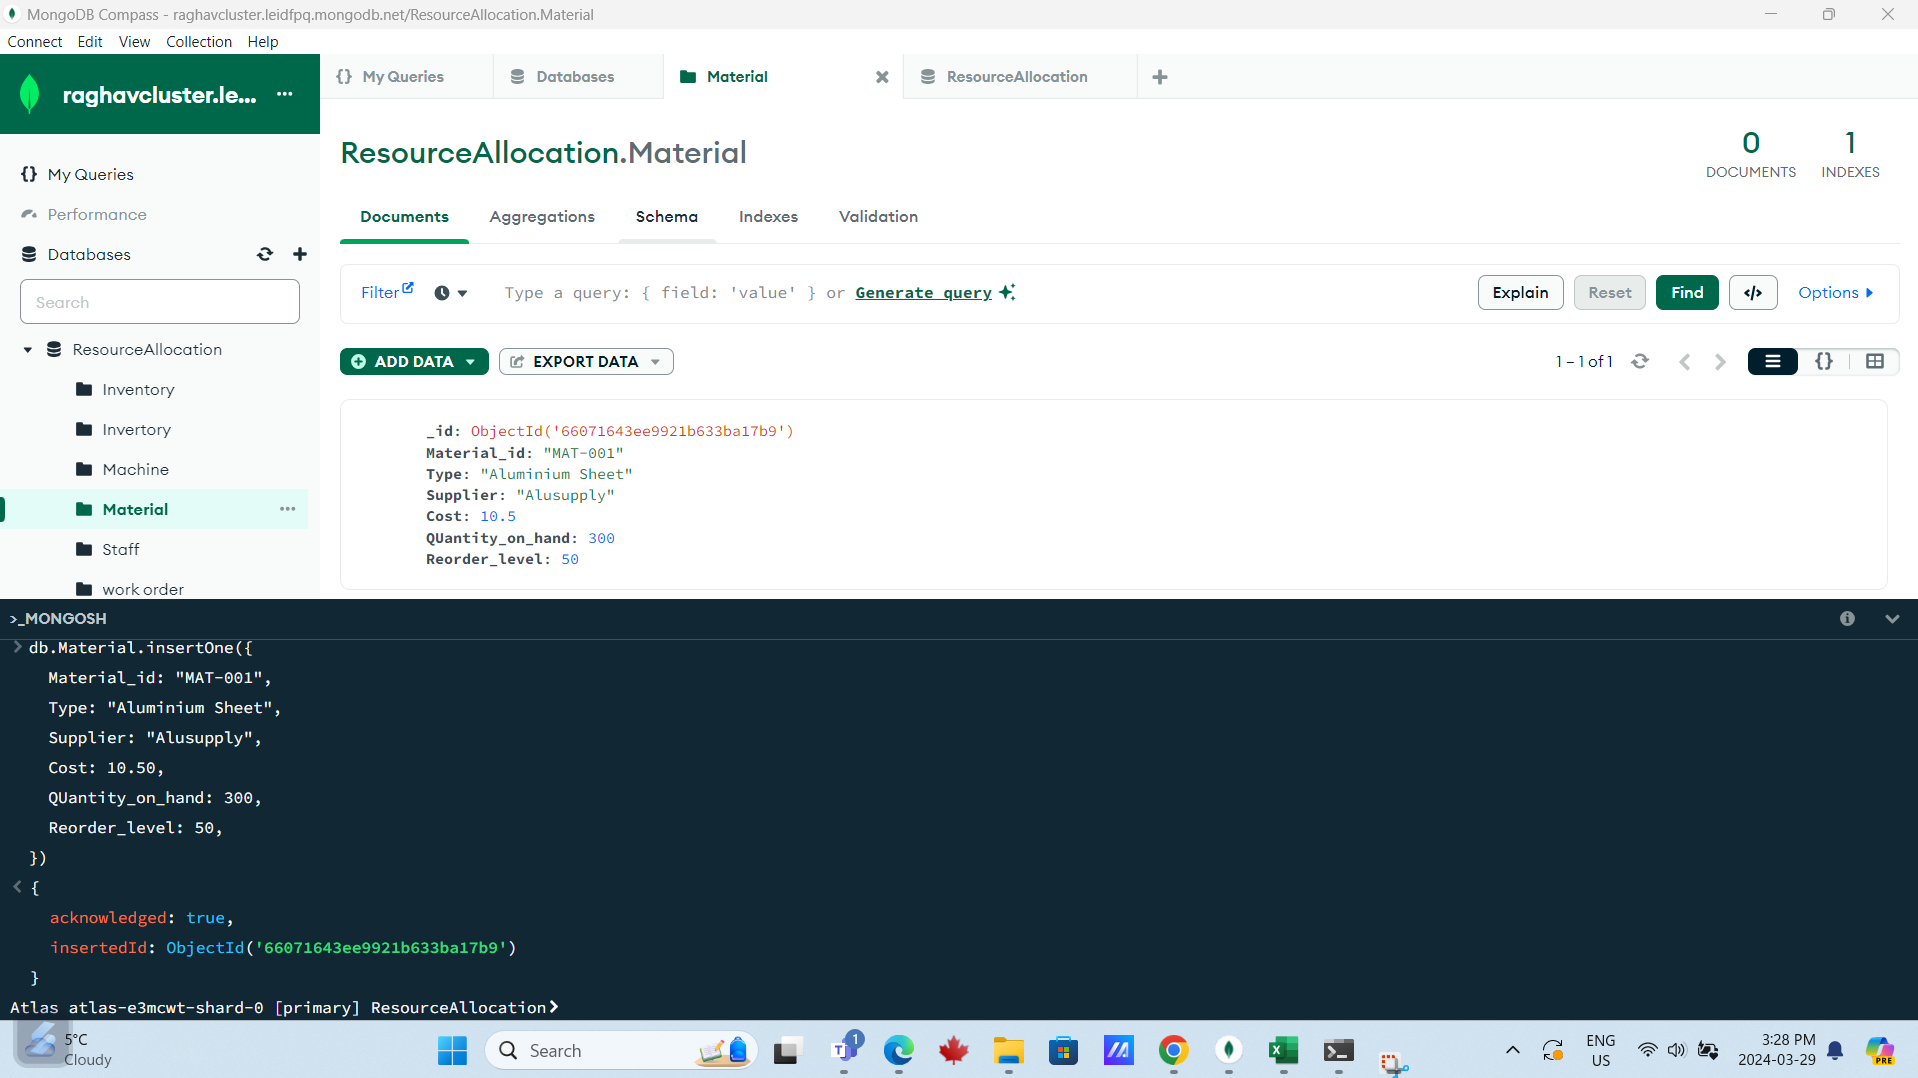 MongoDB Compass - raghavcluster.leidfpq.mongodb.net/ResourceAllocation.Material
Connect Edit View Collection Help
raghavcluster.le... ...
{} My Queries
Databases
Material
ResourceAllocation
ResourceAllocation.Material
0
DOCUMENTS
1
INDEXES
{} My Queries
Performance
Databases
Search
ResourceAllocation
Inventory
Invertory
Machine
Material ...
Staff
work order
Documents Aggregations Schema Indexes Validation
Filter Type a query: { field: 'value' } or Generate query Explain Reset Find </> Options
ADD DATA EXPORT DATA 1 – 1 of 1 {}
_id: ObjectId('66071643ee9921b633ba17b9')
Material_id: "MAT-001"
Type: "Aluminium Sheet"
Supplier: "Alusupply"
Cost: 10.5
QUantity_on_hand: 300
Reorder_level: 50
>_MONGOSH
> db.Material.insertOne({
Material_id: "MAT-001",
Type: "Aluminium Sheet",
Supplier: "Alusupply",
Cost: 10.50,
QUantity_on_hand: 300,
Reorder_level: 50,
})
< {
acknowledged: true,
insertedId: ObjectId('66071643ee9921b633ba17b9')
}
Atlas atlas-e3mcwt-shard-0 [primary] ResourceAllocation>
5°C
Cloudy
Search
1
ENG
US
3:28 PM
2024-03-29
PRE